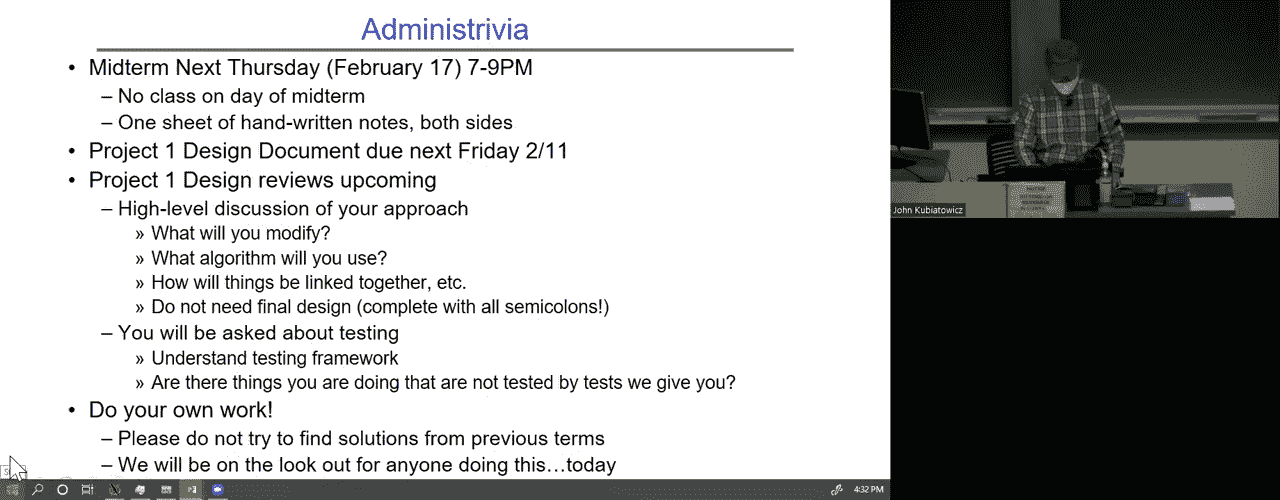 Administrivia
• Midterm Next Thursday (February 17) 7-9PM
– No class on day of midterm
– One sheet of hand-written notes, both sides
• Project 1 Design Document due next Friday 2/11
• Project 1 Design reviews upcoming
– High-level discussion of your approach
» What will you modify?
» What algorithm will you use?
» How will things be linked together, etc.
» Do not need final design (complete with all semicolons!)
– You will be asked about testing
» Understand testing framework
» Are there things you are doing that are not tested by tests we give you?
• Do your own work!
– Please do not try to find solutions from previous terms
– We will be on the look out for anyone doing this…today
4:32 PM
John Kubiatowicz